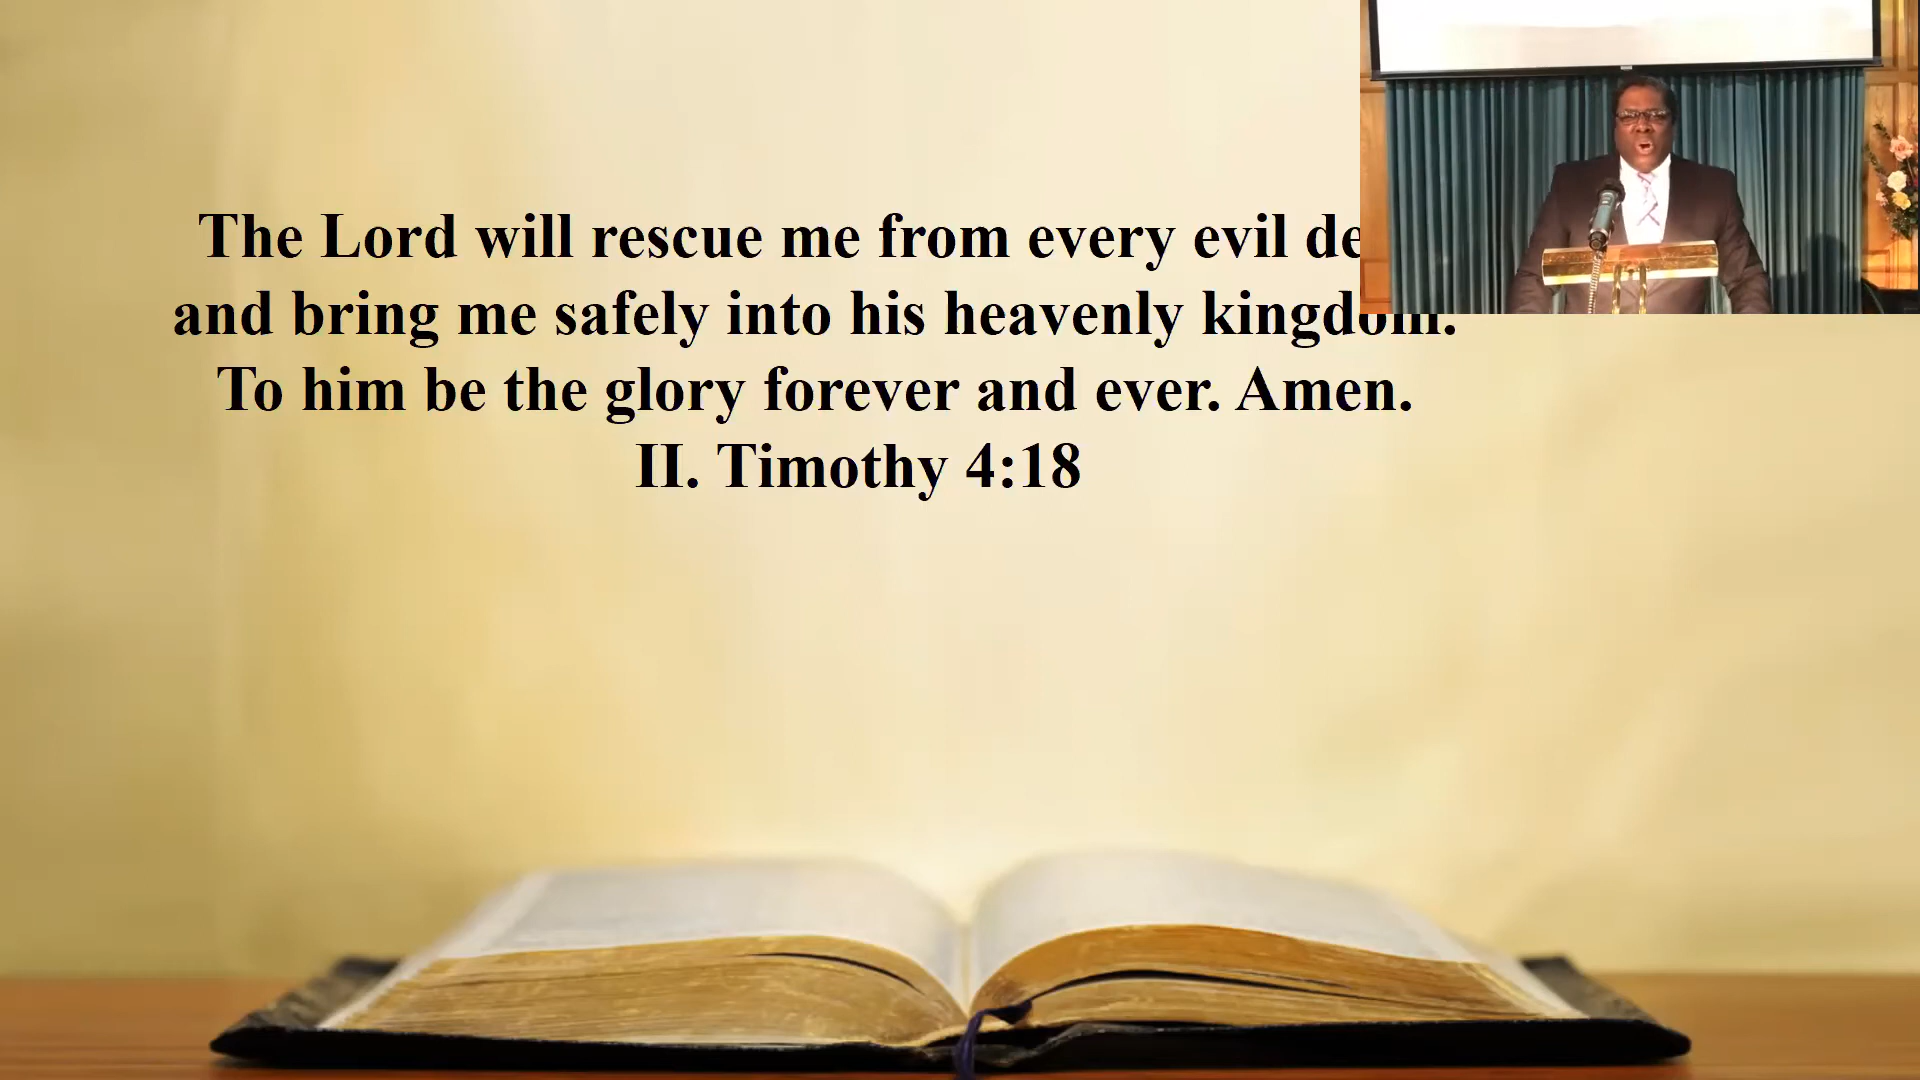 The Lord will rescue me from every evil de
and bring me safely into his heavenly kingdom.
To him be the glory forever and ever. Amen.
II. Timothy 4:18